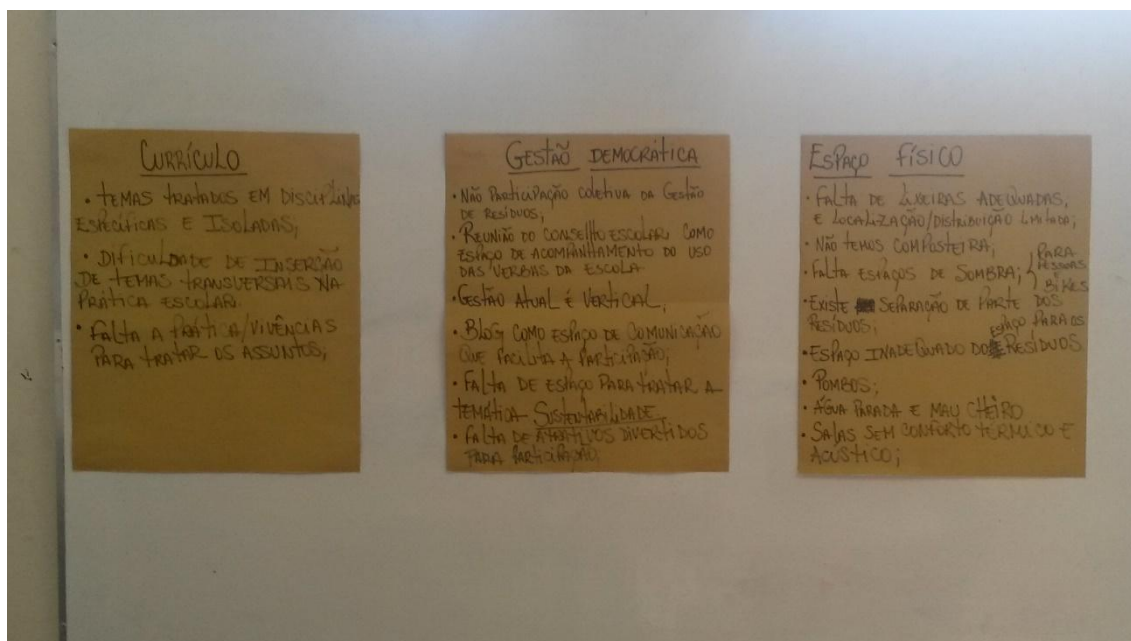 CURRÍCULO
• TEMAS TRATADOS EM DISCIPLINAS
ESPECÍFICAS E ISOLADAS;
• DIFICULDADE DE INSERÇÃO
DE TEMAS TRANSVERSAIS NA
PRÁTICA ESCOLAR.
• FALTA A PRÁTICA/VIVÊNCIAS
PARA TRATAR OS ASSUNTOS;
GESTÃO DEMOCRÁTICA
• NÃO PARTICIPAÇÃO COLETIVA DA GESTÃO
DE RESÍDUOS;
• REUNIÃO DO CONSELHO ESCOLAR COMO
ESPAÇO DE ACOMPANHAMENTO DO USO
DAS VERBAS DA ESCOLA
• GESTÃO ATUAL É VERTICAL;
• BLOG COMO ESPAÇO DE COMUNICAÇÃO
QUE FACILITA A PARTICIPAÇÃO;
• FALTA DE ESPAÇO PARA TRATAR A
TEMÁTICA SUSTENTABILIDADE
• FALTA DE ATRATIVOS DIVERTIDOS
PARA PARTICIPAÇÃO;
ESPAÇO FÍSICO
• FALTA DE LIXEIRAS ADEQUADAS,
E LOCALIZAÇÃO/DISTRIBUIÇÃO LIMITADA;
• NÃO TEMOS COMPOSTEIRA;
• FALTA ESPAÇOS DE SOMBRA; PARA
PESSOAS
BIKES
• EXISTE SEPARAÇÃO DE PARTE DOS
RESÍDUOS;
ESPAÇO PARA OS
• ESPAÇO INADEQUADO RESÍDUOS
• POMBOS;
• ÁGUA PARADA E MAU CHEIRO
• SALAS SEM CONFORTO TÉRMICO E
ACÚSTICO;